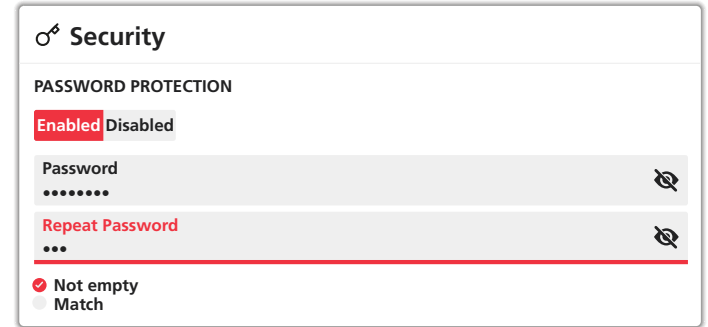 Security
PASSWORD PROTECTION
Enabled Disabled
Password
••••••••
Repeat Password
•••
Not empty
Match